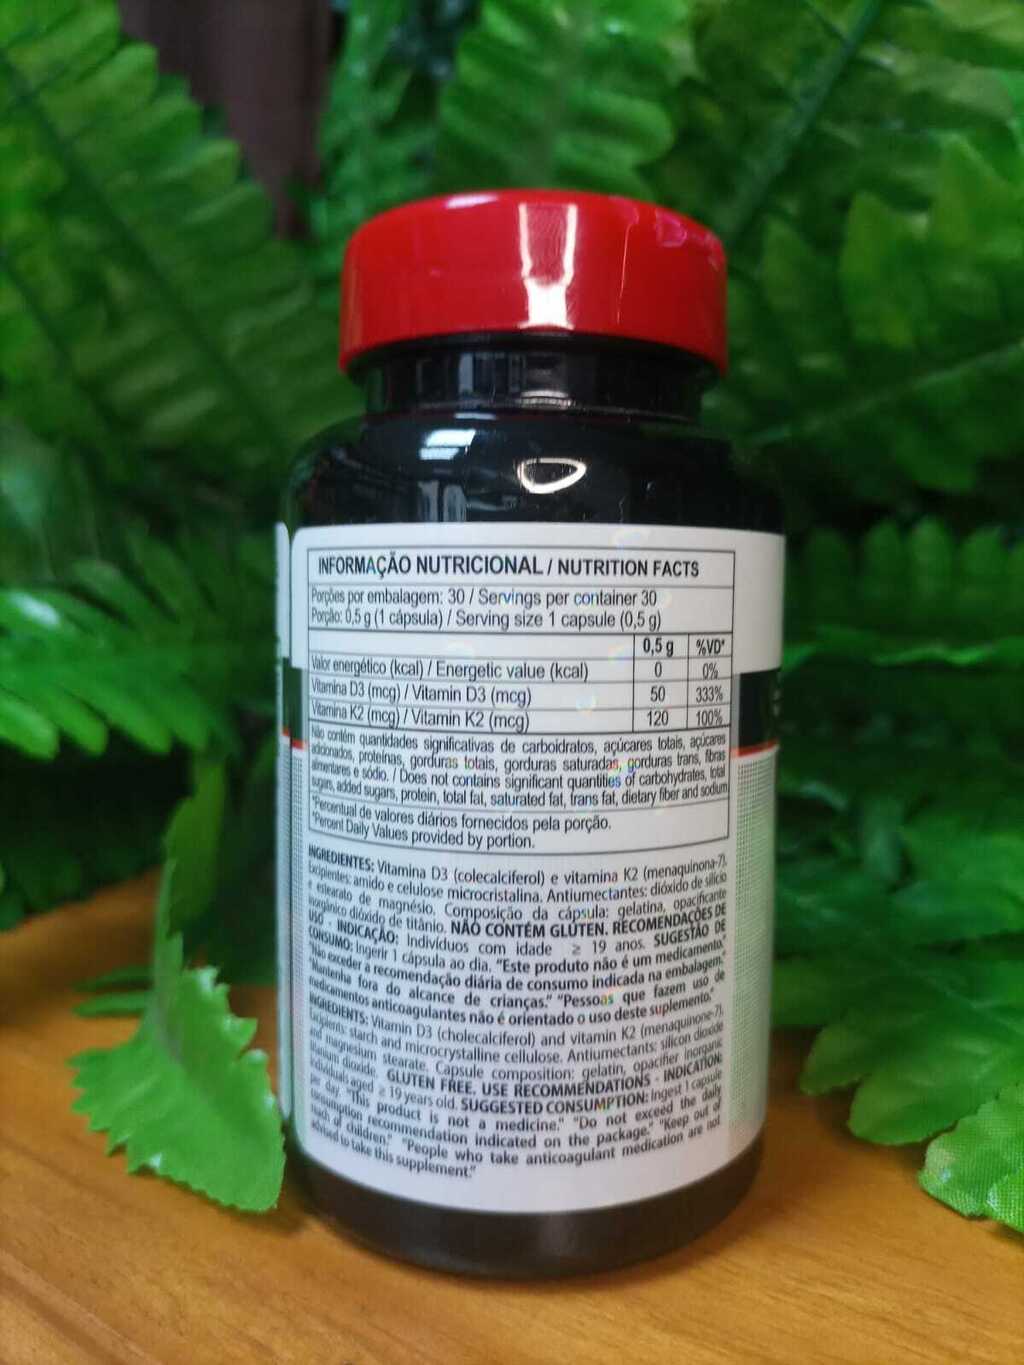 INFORMAÇÃO NUTRICIONAL / NUTRITION FACTS
Porções por embalagem: 30 / Servings per container 30
Porção: 0,5 g (1 cápsula) / Serving size 1 capsule (0,5 g)
0,5 g %VD*
Valor energético (kcal) / Energetic value (kcal) 0 0%
Vitamina D3 (mcg) / Vitamin D3 (mcg) 50 333%
Vitamina K2 (mcg) / Vitamin K2 (mcg) 120 100%
Não contém quantidades significativas de carboidratos, açúcares totais, açúcares
adicionados, proteínas, gorduras totais, gorduras saturadas, gorduras trans, fibras
alimentares e sódio. / Does not contains significant quantities of carbohydrates, total
sugars, added sugars, protein, total fat, saturated fat, trans fat, dietary fiber and sodium
*Percentual de valores diários fornecidos pela porção.
*Percent Daily Values provided by portion.
INGREDIENTES: Vitamina D3 (colecalciferol) e vitamina K2 (menaquinona-7).
Excipientes: amido e celulose microcristalina. Antiumectantes: dióxido de silício
e estearato de magnésio. Composição da cápsula: gelatina, opacificante
inorgânico dióxido de titânio. NÃO CONTÉM GLÚTEN. RECOMENDAÇÕES DE
USO - INDICAÇÃO: Indivíduos com idade ≥ 19 anos. SUGESTÃO DE
CONSUMO: Ingerir 1 cápsula ao dia. "Este produto não é um medicamento."
"Não exceder a recomendação diária de consumo indicada na embalagem."
"Mantenha fora do alcance de crianças." "Pessoas que fazem uso de
medicamentos anticoagulantes não é orientado o uso deste suplemento."
INGREDIENTS: Vitamin D3 (cholecalciferol) and vitamin K2 (menaquinone-7).
Excipients: starch and microcrystalline cellulose. Antiumectants: silicon dioxide
and magnesium stearate. Capsule composition: gelatin, opacifier inorganic
titanium dioxide. GLUTEN FREE. USE RECOMMENDATIONS - INDICATION:
Individuals aged ≥ 19 years old. SUGGESTED CONSUMPTION: Ingest 1 capsule
per day. "This product is not a medicine." "Do not exceed the daily
consumption recommendation indicated on the package." "Keep out of
reach of children." "People who take anticoagulant medication are not
advised to take this supplement."